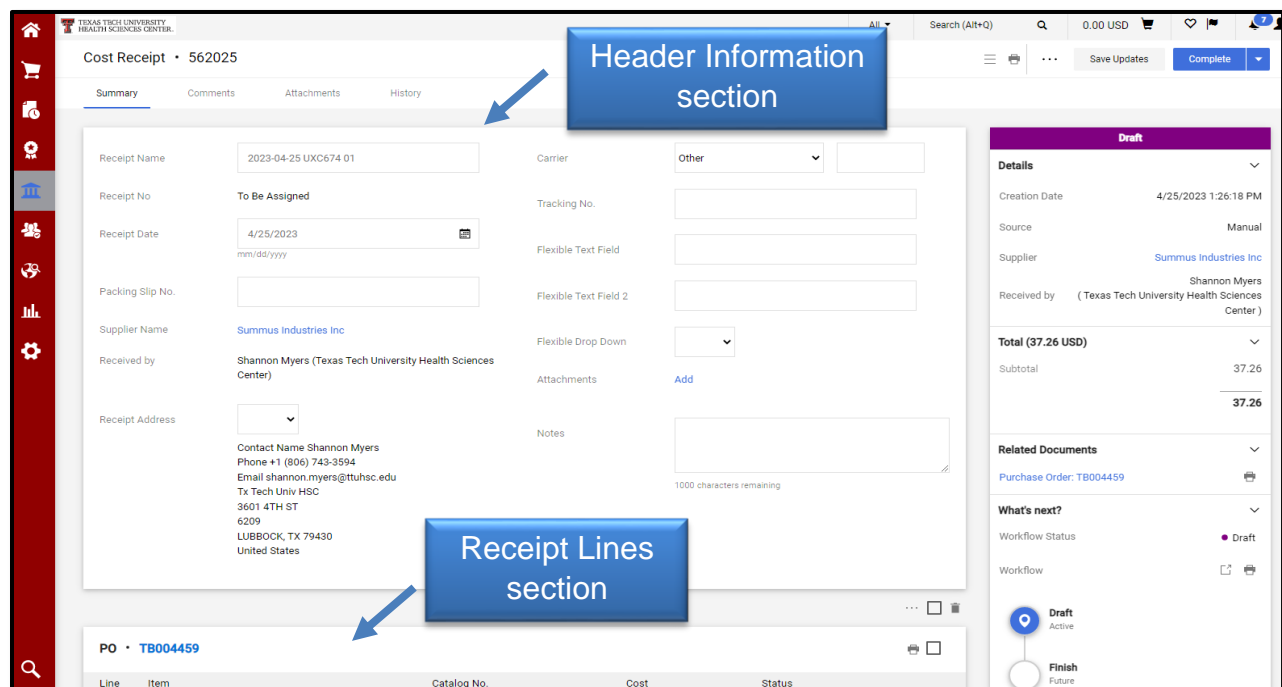 TEXAS TECH UNIVERSITY
HEALTH SCIENCES CENTER.
All
Search (Alt+Q)
0.00 USD
7
Cost Receipt • 562025
Save Updates
Complete
Summary
Comments
Attachments
History
Header Information
section
Receipt Name
2023-04-25 UXC674 01
Receipt No
To Be Assigned
Receipt Date
4/25/2023
mm/dd/yyyy
Packing Slip No.
Supplier Name
Summus Industries Inc
Received by
Shannon Myers (Texas Tech University Health Sciences
Center)
Receipt Address
Contact Name Shannon Myers
Phone +1 (806) 743-3594
Email shannon.myers@ttuhsc.edu
Tx Tech Univ HSC
3601 4TH ST
6209
LUBBOCK, TX 79430
United States
Carrier
Other
Tracking No.
Flexible Text Field
Flexible Text Field 2
Flexible Drop Down
Attachments
Add
Notes
1000 characters remaining
Receipt Lines
section
PO • TB004459
Line
Item
Catalog No.
Cost
Status
Draft
Details
Creation Date
4/25/2023 1:26:18 PM
Source
Manual
Supplier
Summus Industries Inc
Received by
Shannon Myers
( Texas Tech University Health Sciences
Center )
Total (37.26 USD)
Subtotal
37.26
37.26
Related Documents
Purchase Order: TB004459
What's next?
Workflow Status
Draft
Workflow
Draft
Active
Finish
Future